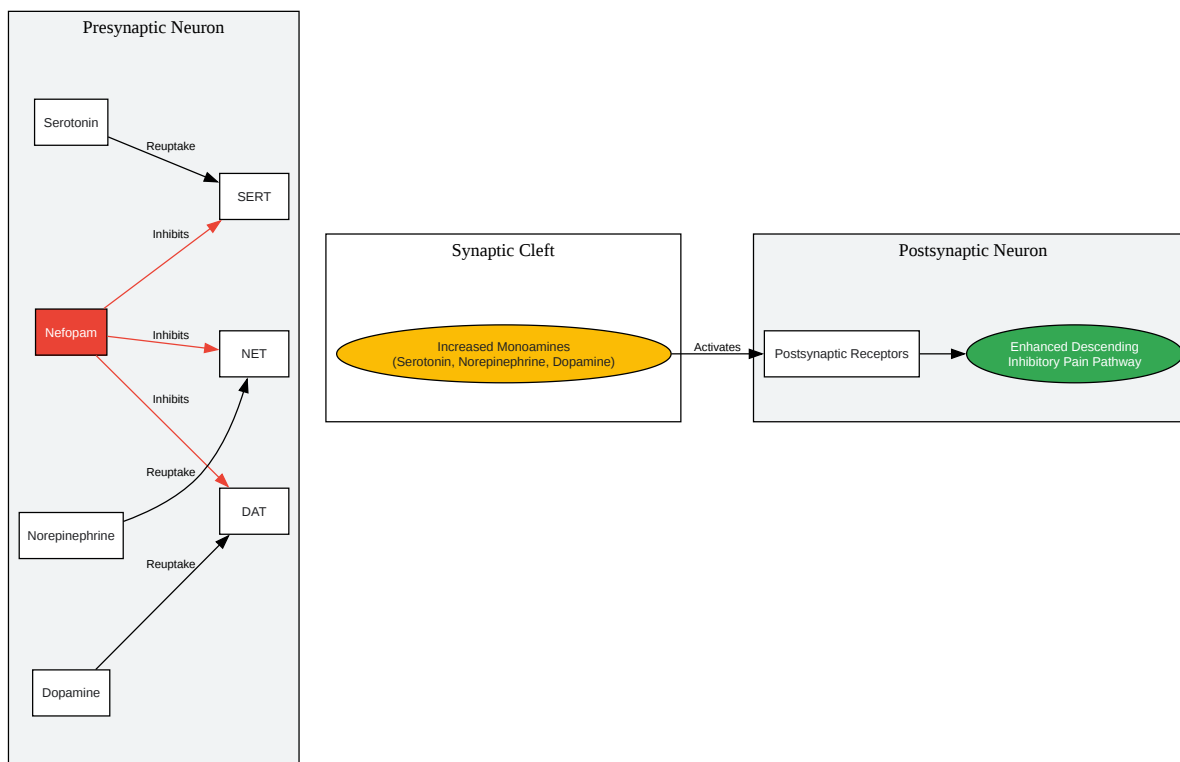 Presynaptic Neuron
Serotonin
Reuptake
SERT
Inhibits
Nefopam
Inhibits
NET
Inhibits
Reuptake
DAT
Norepinephrine
Reuptake
Dopamine
Synaptic Cleft
Increased Monoamines
(Serotonin, Norepinephrine, Dopamine)
Activates
Postsynaptic Neuron
Postsynaptic Receptors
Enhanced Descending
Inhibitory Pain Pathway